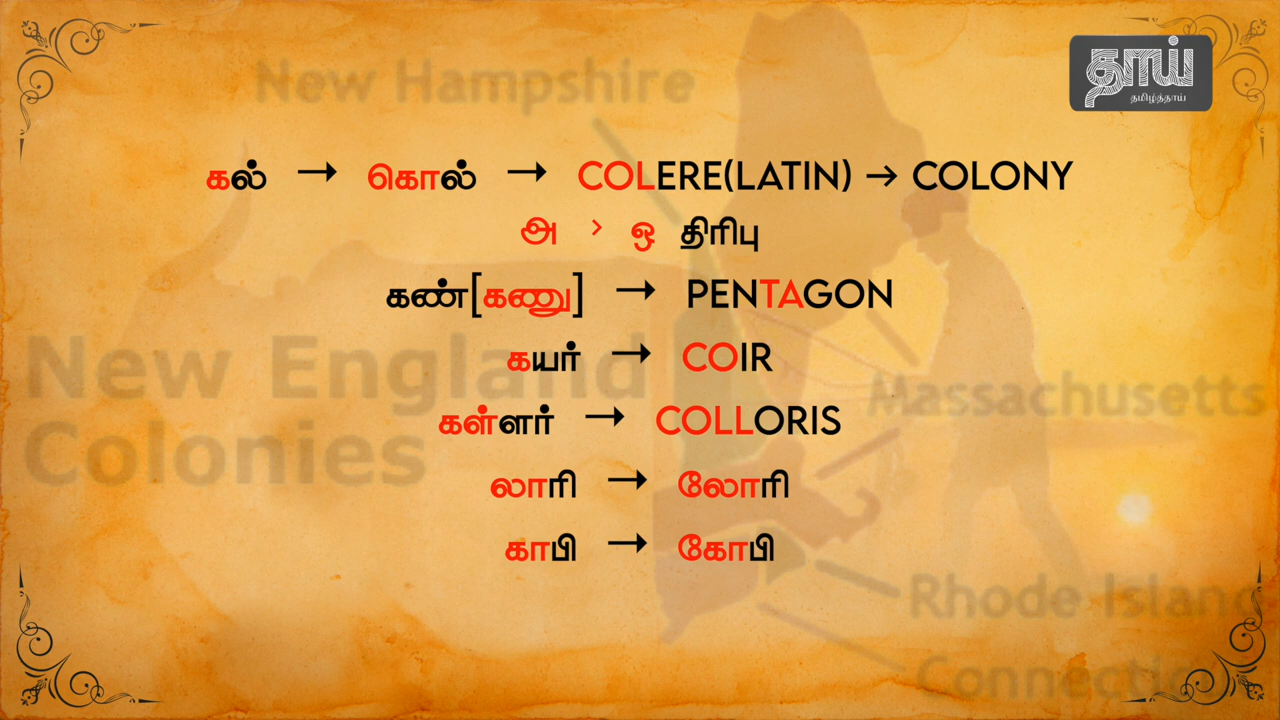 தாய்
தமிழ்த்தாய்
New Hampshire
கல் → கொல் → COLERE(LATIN) → COLONY
அ > ஒ திரிபு
கண்[கணு] → PENTAGON
New England
Colonies
கயர் → COIR
Massachusetts
கள்ளர் → COLLORIS
லாரி → லோரி
காபி → கோபி
Rhode Island